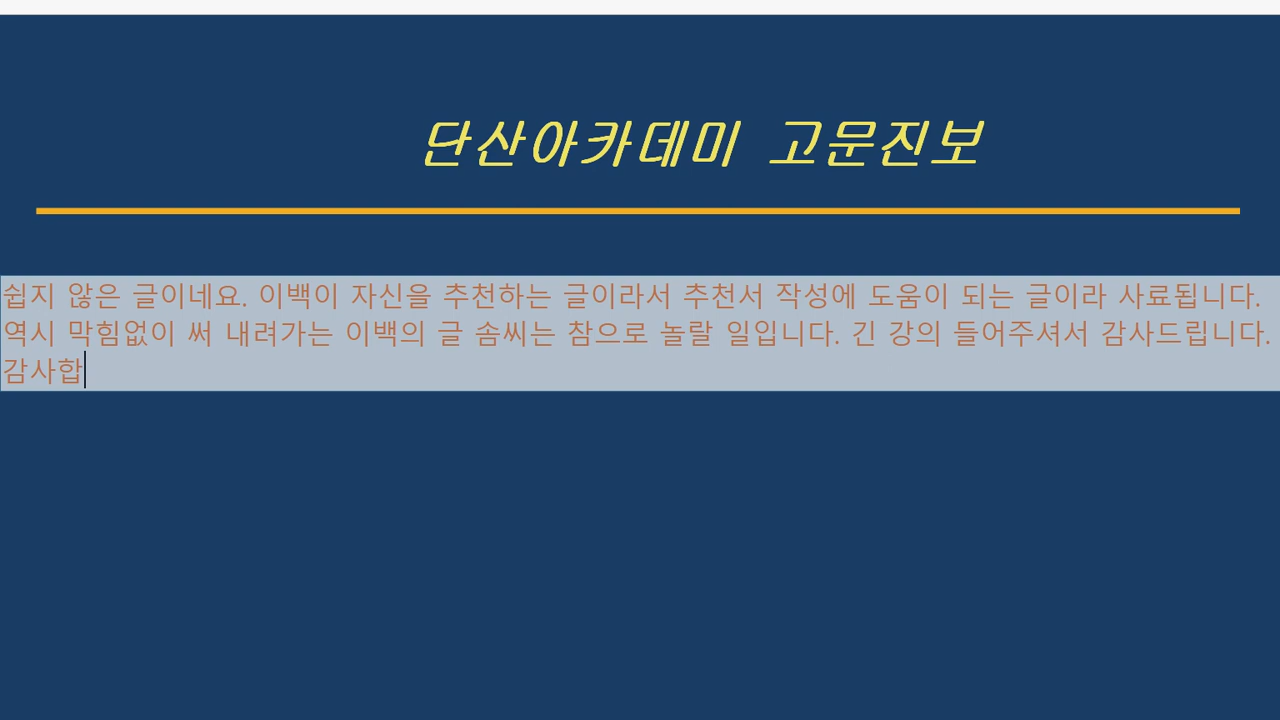 단산아카데미 고문진보
쉽지 않은 글이네요. 이백이 자신을 추천하는 글이라서 추천서 작성에 도움이 되는 글이라 사료됩니다.
역시 막힘없이 써 내려가는 이백의 글 솜씨는 참으로 놀랄 일입니다. 긴 강의 들어주셔서 감사드립니다.
감사합